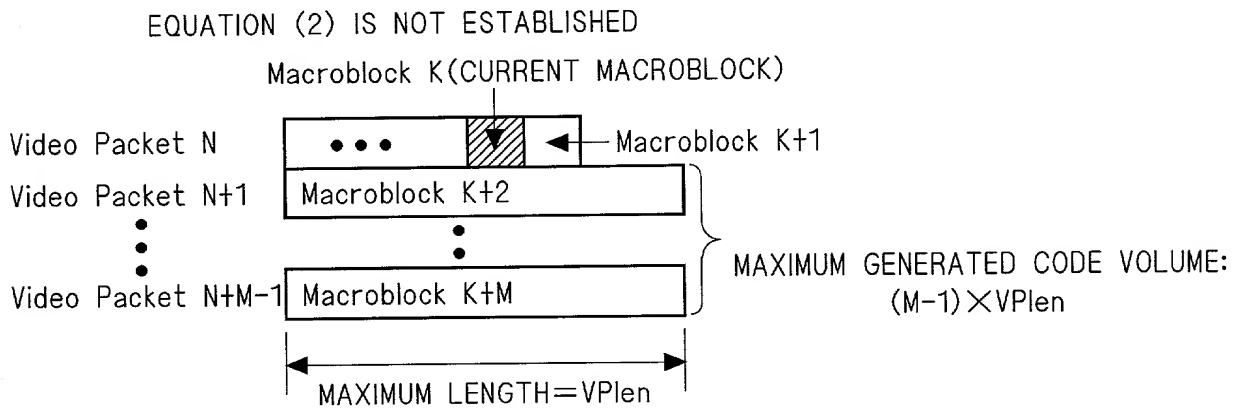 EQUATION (2) IS NOT ESTABLISHED
Macroblock K(CURRENT MACROBLOCK)
Video Packet N
Macroblock K+1
Video Packet N+1
Macroblock K+2
MAXIMUM GENERATED CODE VOLUME:
(M-1)×VPlen
Video Packet N+M-1
Macroblock K+M
MAXIMUM LENGTH=VPlen